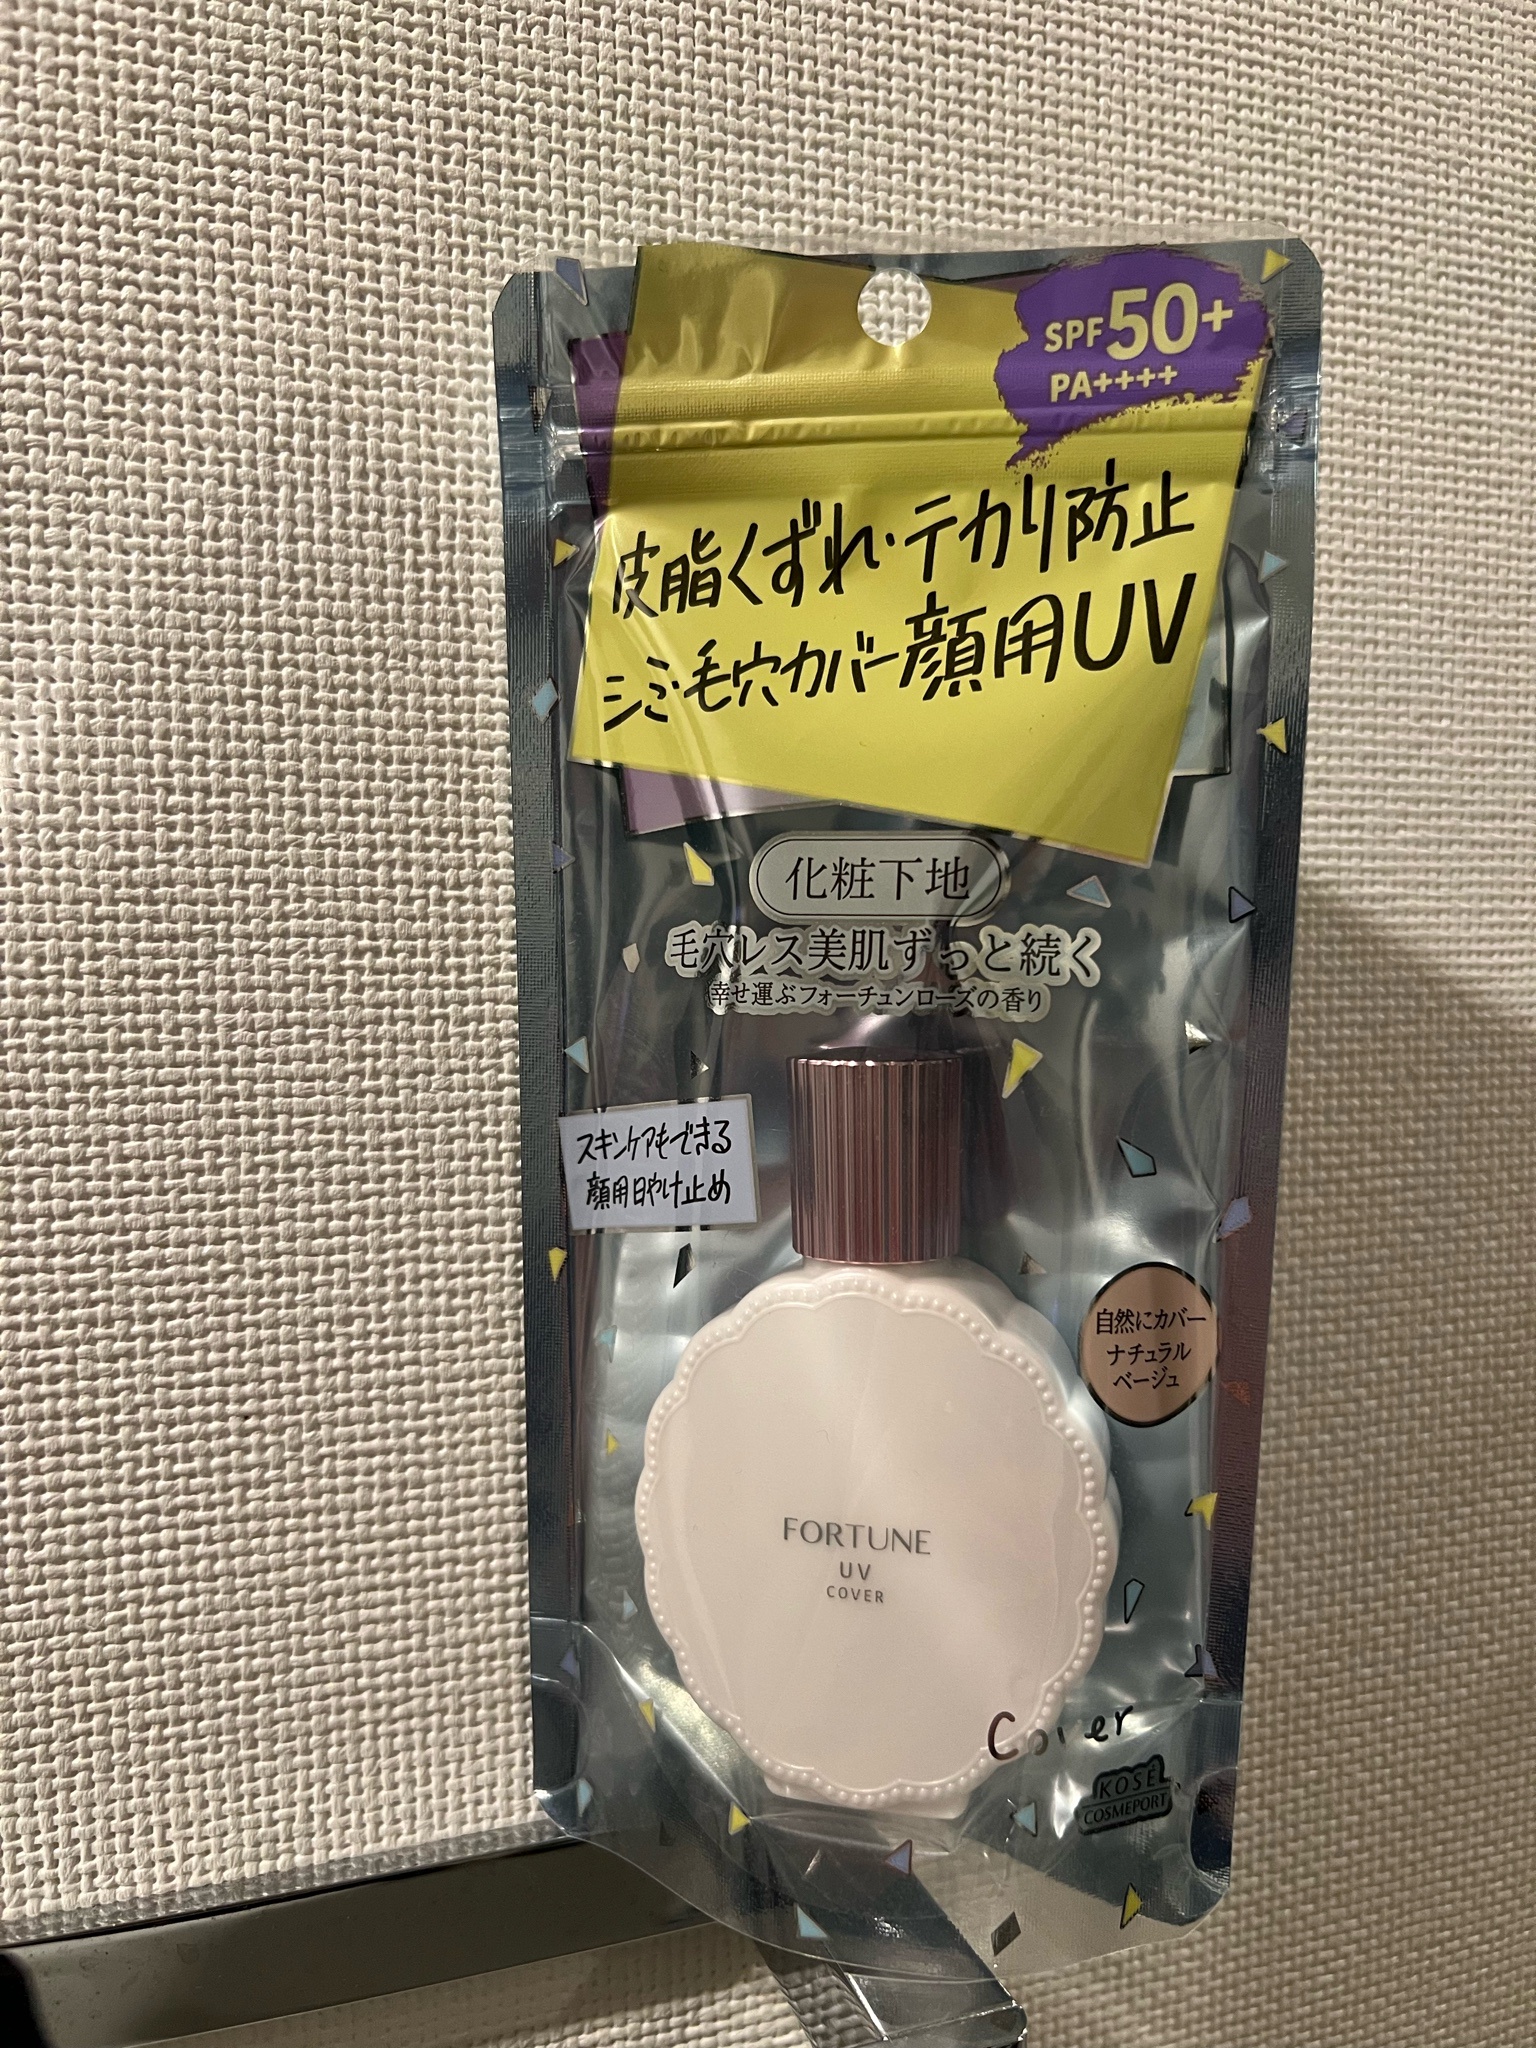 SPF50+
PA++++
皮脂くずれ・テカリ防止
シミ・毛穴カバー顔用UV
化粧下地
毛穴レス美肌ずっと続く
幸せ運ぶフォーチュンローズの香り
スキンケアもできる
顔用日やけ止め
自然にカバー
ナチュラル
ベージュ
FORTUNE
UV
COVER
Cover
KOSÉ
COSMEPORT